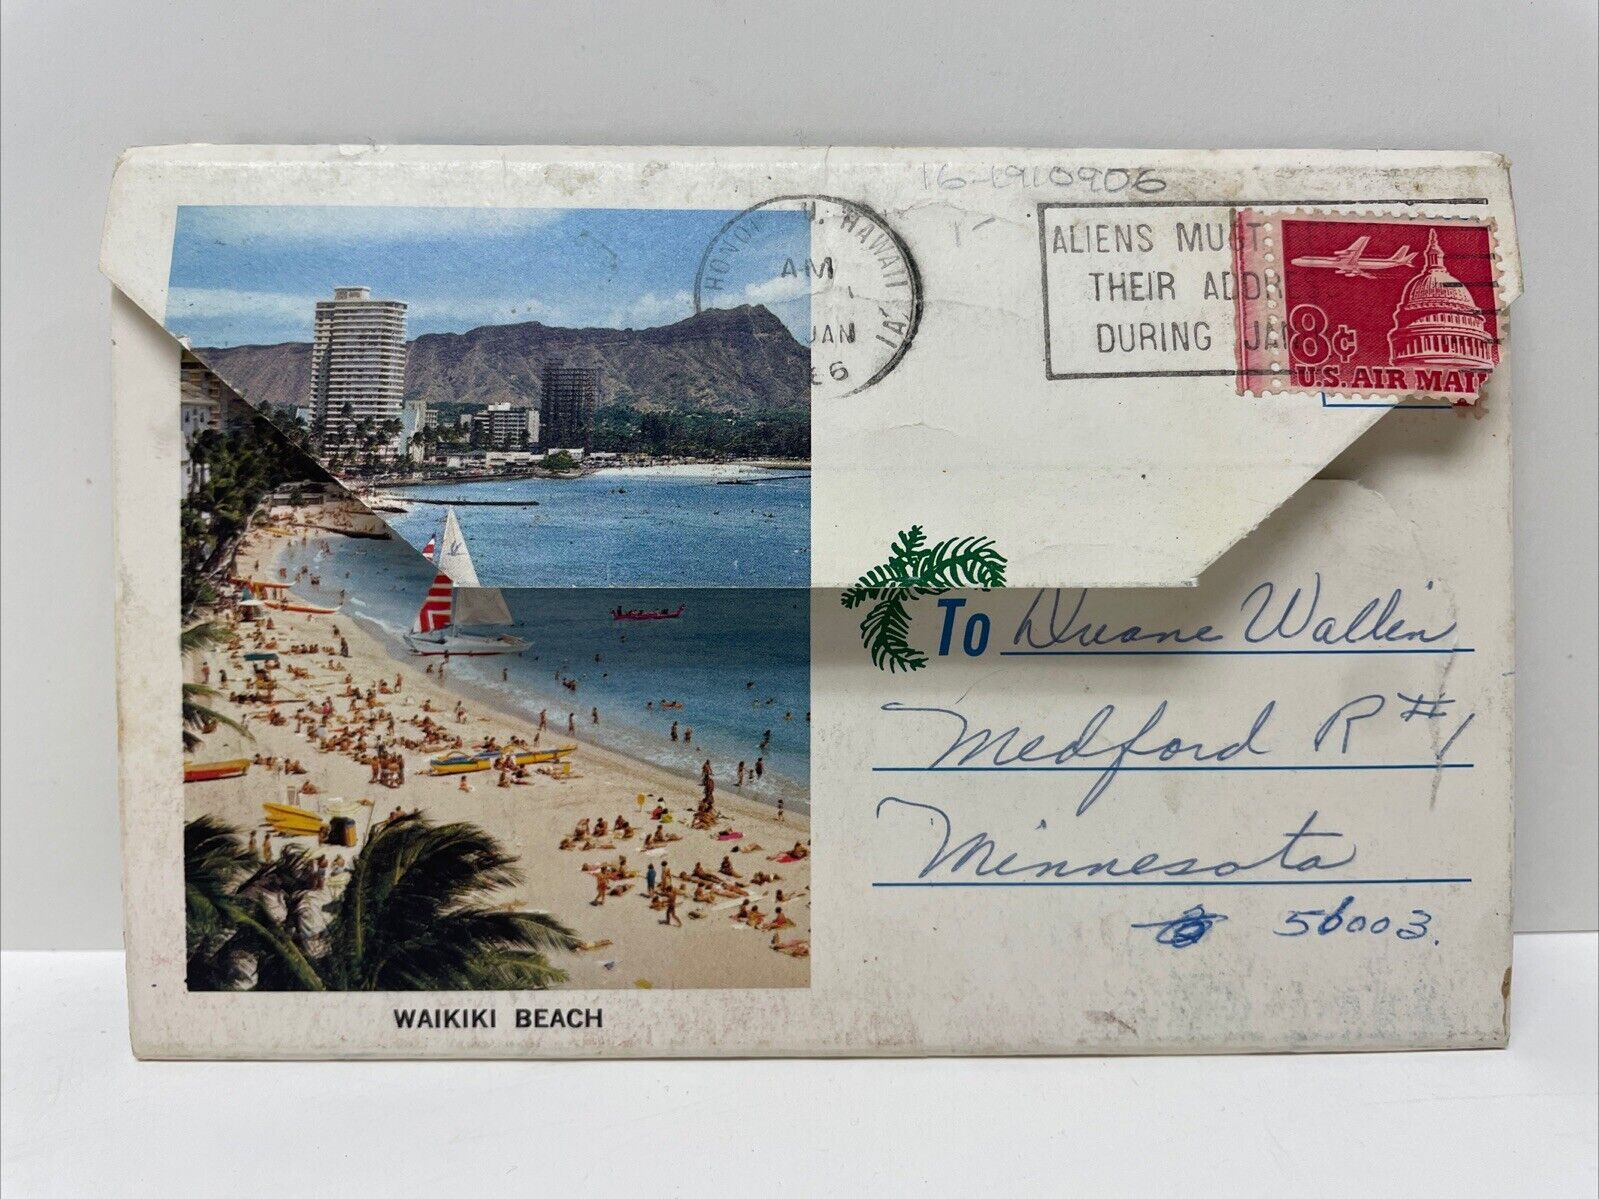 16-1910906
HONOLULU, HAWAII
AM
JAN
ALIENS MUST
THEIR ADDR
DURING JAN
8¢
U.S. AIR MAIL
To Duane Wallin
Medford R#1
Minnesota
56003.
WAIKIKI BEACH